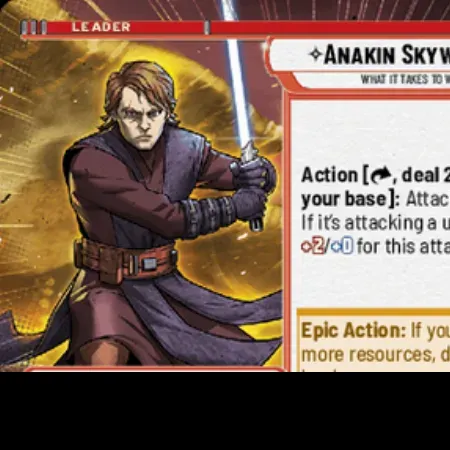 LEADER
ANAKIN SKYW
WHAT IT TAKES TO W
Action [, deal 2
your base]: Attac
If it's attacking a u
+2/+0 for this atta
Epic Action: If you
more resources, d